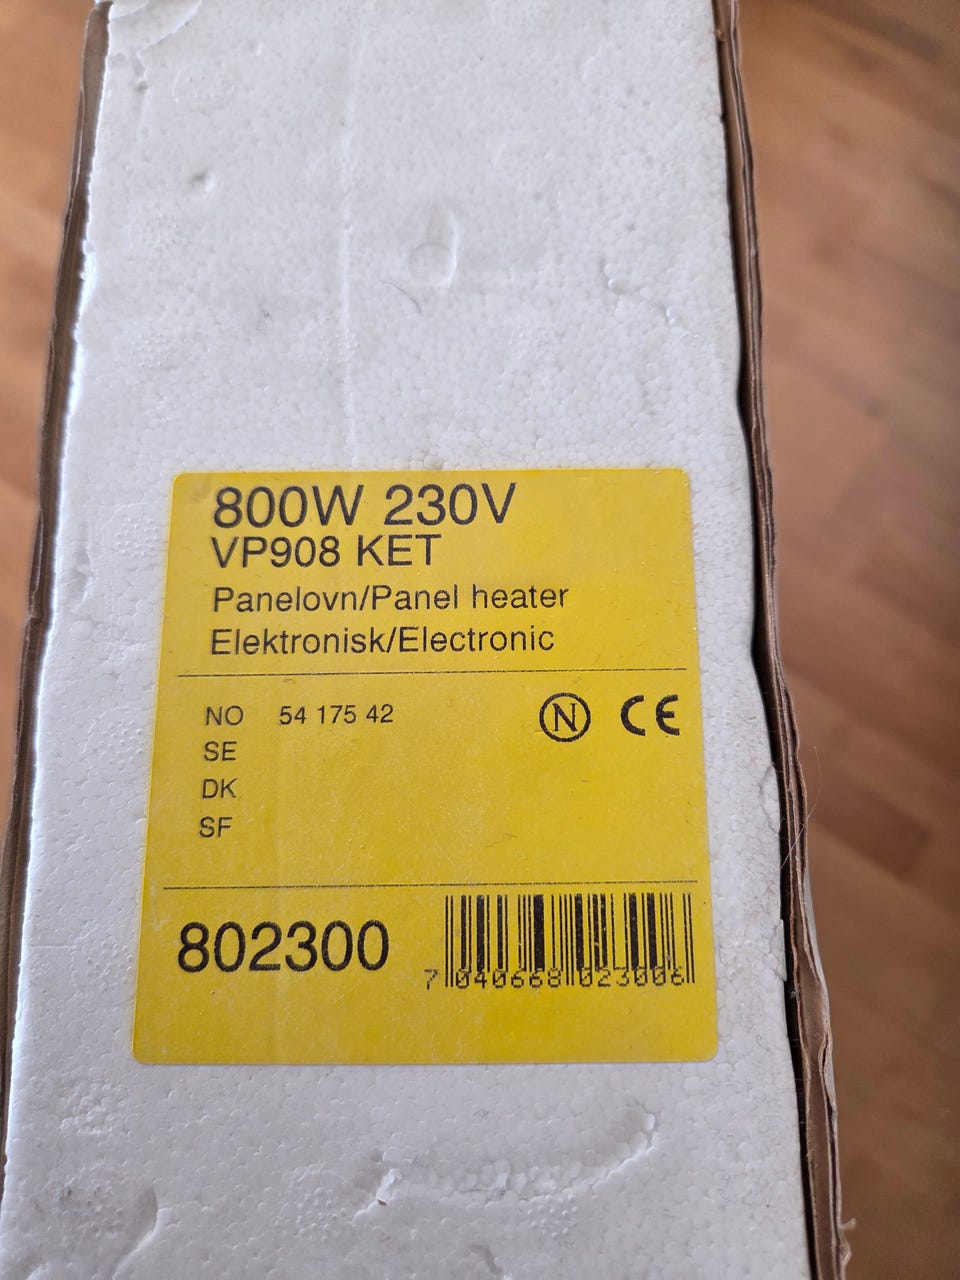 800W 230V
VP908 KET
Panelovn/Panel heater
Elektronisk/Electronic
NO 54 175 42
N CE
SE
DK
SF
802300
7 040668 023006